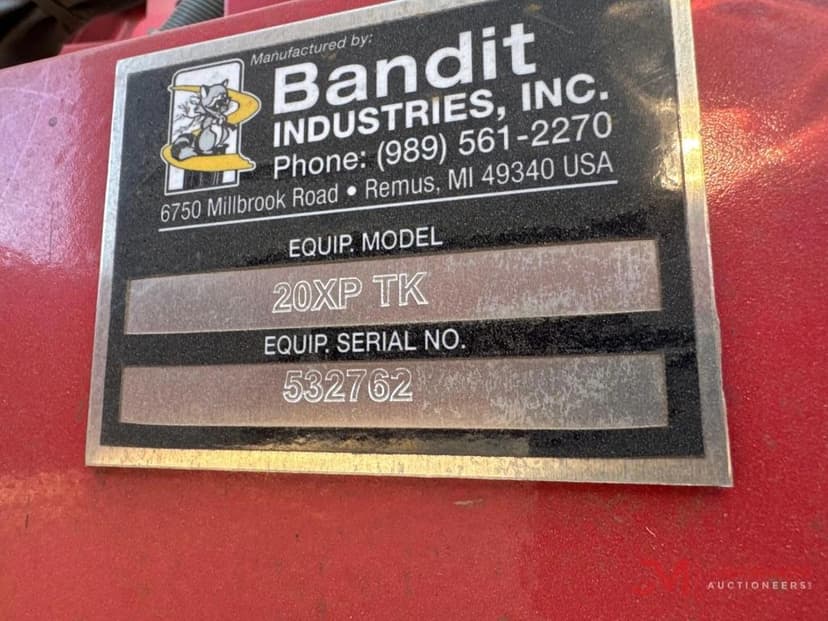 Manufactured by:
Bandit
INDUSTRIES, INC.
Phone: (989) 561-2270
6750 Millbrook Road • Remus, MI 49340 USA
EQUIP. MODEL
20XP TK
EQUIP. SERIAL NO.
532762
AUCTIONEERS